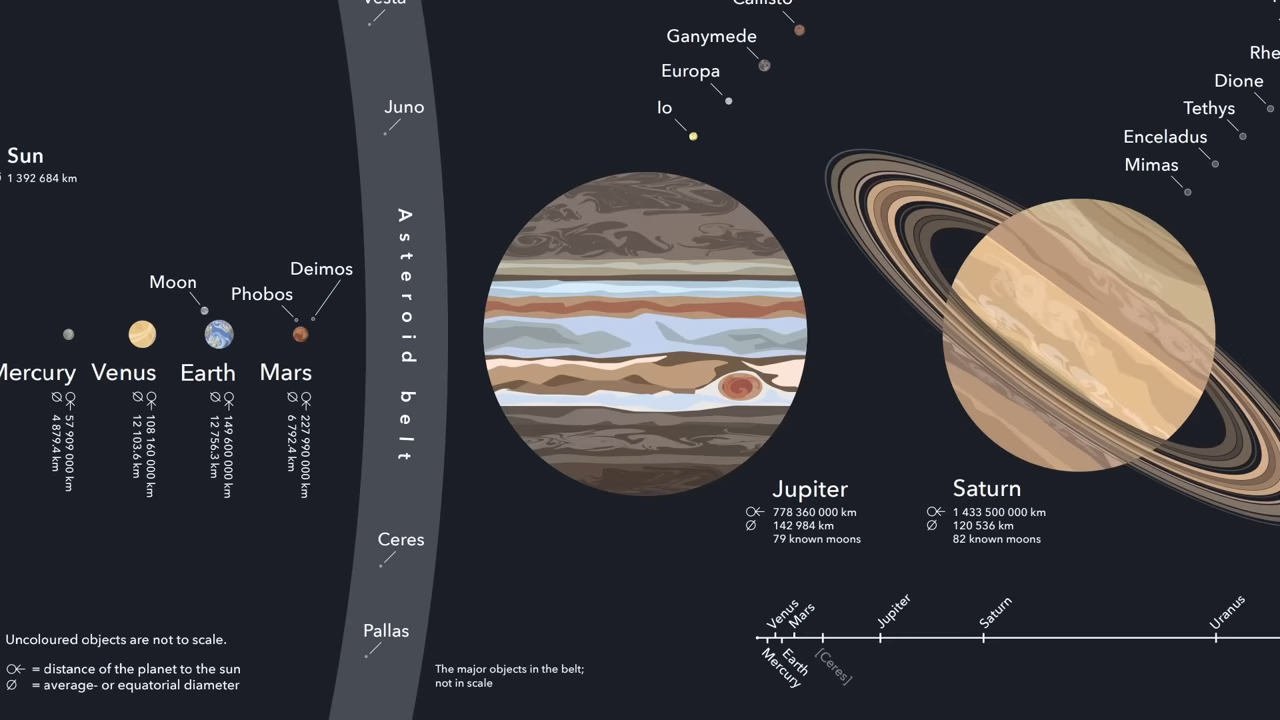 Vesta
Callisto
Ganymede
Europa
Io
Juno
Rhe
Dione
Tethys
Enceladus
Mimas
Sun
1 392 684 km
Asteroid belt
Moon
Phobos
Deimos
Mercury
57 909 000 km
4 879.4 km
Venus
108 160 000 km
12 103.6 km
Earth
149 600 000 km
12 756.3 km
Mars
227 990 000 km
6 792.4 km
Jupiter
778 360 000 km
Ø 142 984 km
79 known moons
Saturn
1 433 500 000 km
Ø 120 536 km
82 known moons
Ceres
Pallas
Uncoloured objects are not to scale.
= distance of the planet to the sun
Ø = average- or equatorial diameter
The major objects in the belt;
not in scale
Venus
Mars
Jupiter
Saturn
Uranus
Mercury
Earth
[Ceres]